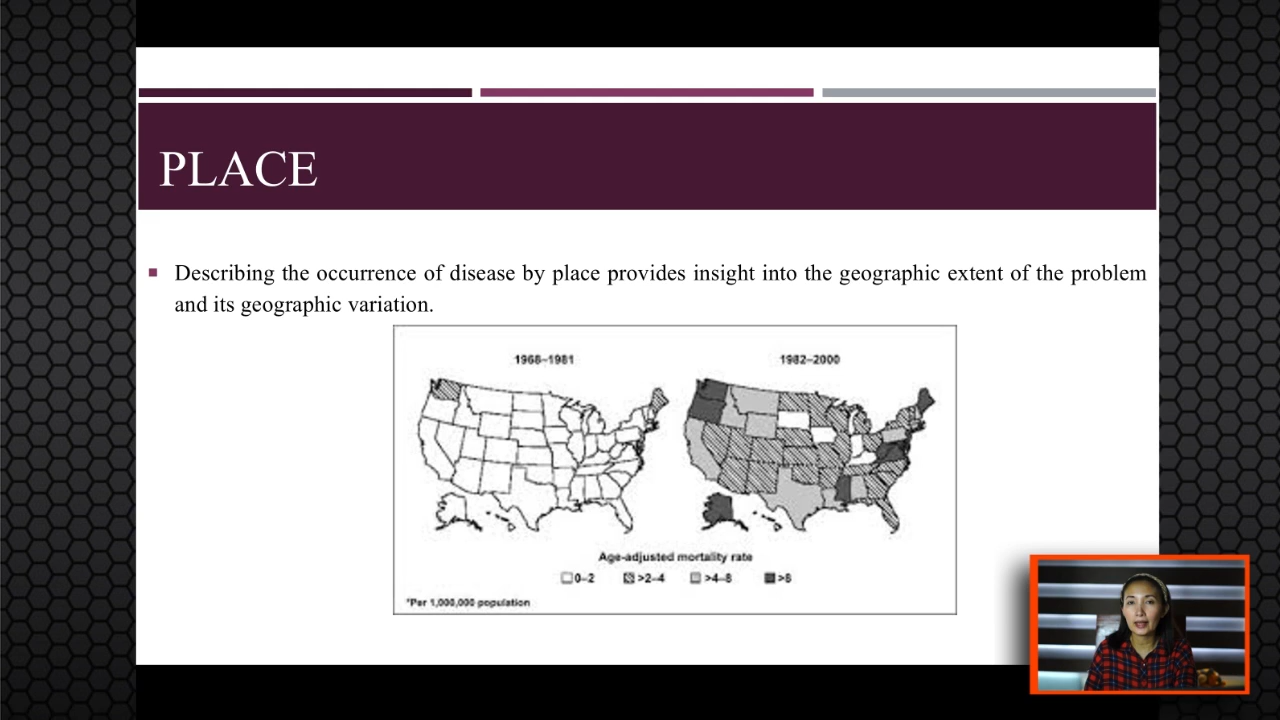 PLACE
Describing the occurrence of disease by place provides insight into the geographic extent of the problem
and its geographic variation.
1968–1981 1982–2000
Age-adjusted mortality rate
0–2 >2–4 >4–8 >8
*Per 1,000,000 population